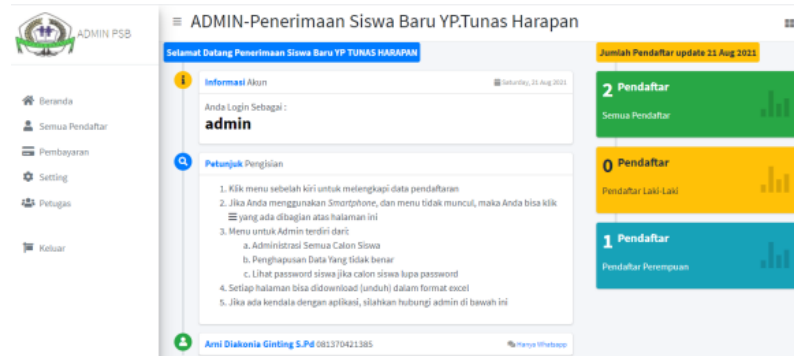 ADMIN PSB
Beranda
Semua Pendaftar
Pembayaran
Setting
Petugas
Keluar
ADMIN-Penerimaan Siswa Baru YP.Tunas Harapan
Selamat Datang Penerimaan Siswa Baru YP TUNAS HARAPAN
Informasi Akun
Saturday, 21 Aug 2021
Anda Login Sebagai :
admin
Petunjuk Pengisian
1. Klik menu sebelah kiri untuk melengkapi data pendaftaran
2. Jika Anda menggunakan Smartphone, dan menu tidak muncul, maka Anda bisa klik
yang ada dibagian atas halaman ini
3. Menu untuk Admin terdiri dari:
a. Administrasi Semua Calon Siswa
b. Penghapusan Data Yang tidak benar
c. Lihat password siswa jika calon siswa lupa password
4. Setiap halaman bisa didownload (unduh) dalam format excel
5. Jika ada kendala dengan aplikasi, silahkan hubungi admin di bawah ini
Arni Diakonia Ginting S.Pd 081370421385
Hanya Whatsapp
Jumlah Pendaftar update 21 Aug 2021
2 Pendaftar
Semua Pendaftar
0 Pendaftar
Pendaftar Laki-Laki
1 Pendaftar
Pendaftar Perempuan